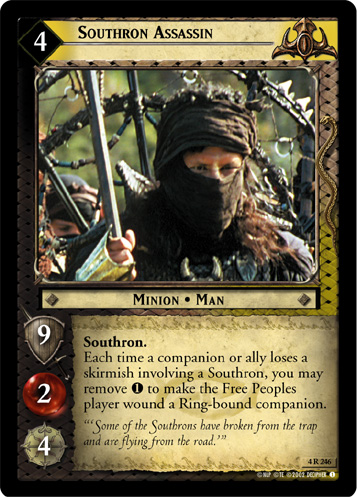 4
Southron Assassin
Minion • Man
9
2
4
Southron.
Each time a companion or ally loses a
skirmish involving a Southron, you may
remove 1 to make the Free Peoples
player wound a Ring-bound companion.
“‘Some of the Southrons have broken from the trap
and are flying from the road.’”
4 R 246